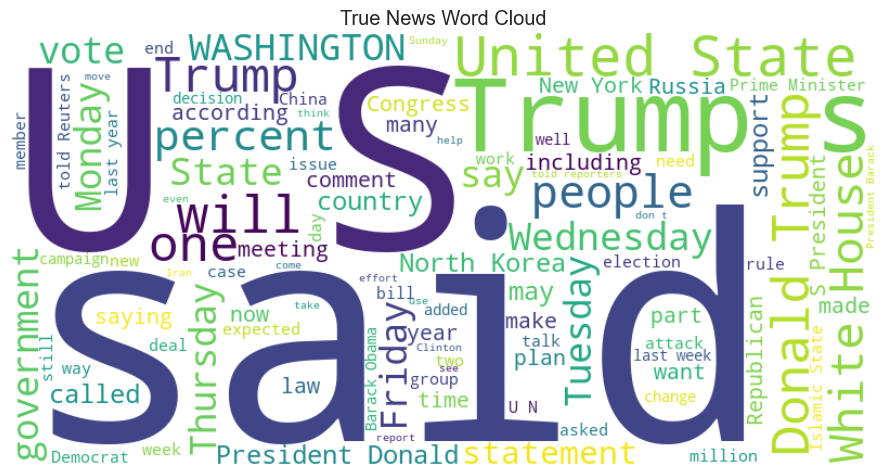 True News Word Cloud
vote
end
WASHINGTON
Sunday
United State
move
Trump
decision
China
think
according
Congress
many
New York
Russia
Prime Minister
member
told Reuters
Monday
last year
U S
Trump s
percent
help
well
support
State
issue
comment
say
work
including
need
told reporters
people
even
will
country
don t
one
meeting
day
Wednesday
Donald Trump
S President
President Barack
White House
government
campaign
new
Iran
case
come
North Korea
election
rule
said
effort
bill
use
may
made
saying
Thursday
now
take
Friday
added
make
Tuesday
part
still
deal
expected
year
talk
attack
Republican
way
Barack Obama
Clinton
two
plan
last week
want
called
law
see
group
time
U N
change
Islamic State
Democrat
week
report
asked
million
President Donald
statement